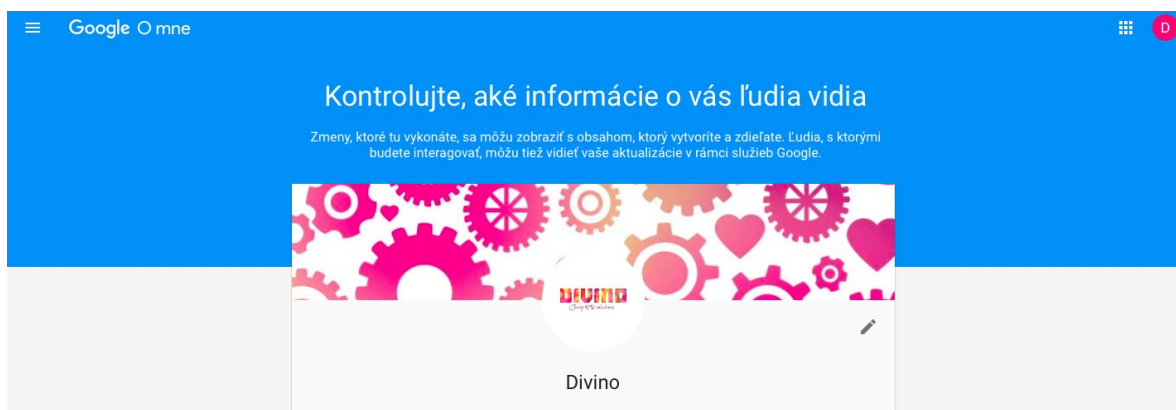 Google O mne
D
Kontrolujte, aké informácie o vás ľudia vidia
Zmeny, ktoré tu vykonáte, sa môžu zobraziť s obsahom, ktorý vytvoríte a zdieľate. Ľudia, s ktorými
budete interagovať, môžu tiež vidieť vaše aktualizácie v rámci služieb Google.
DIVINO
Divino